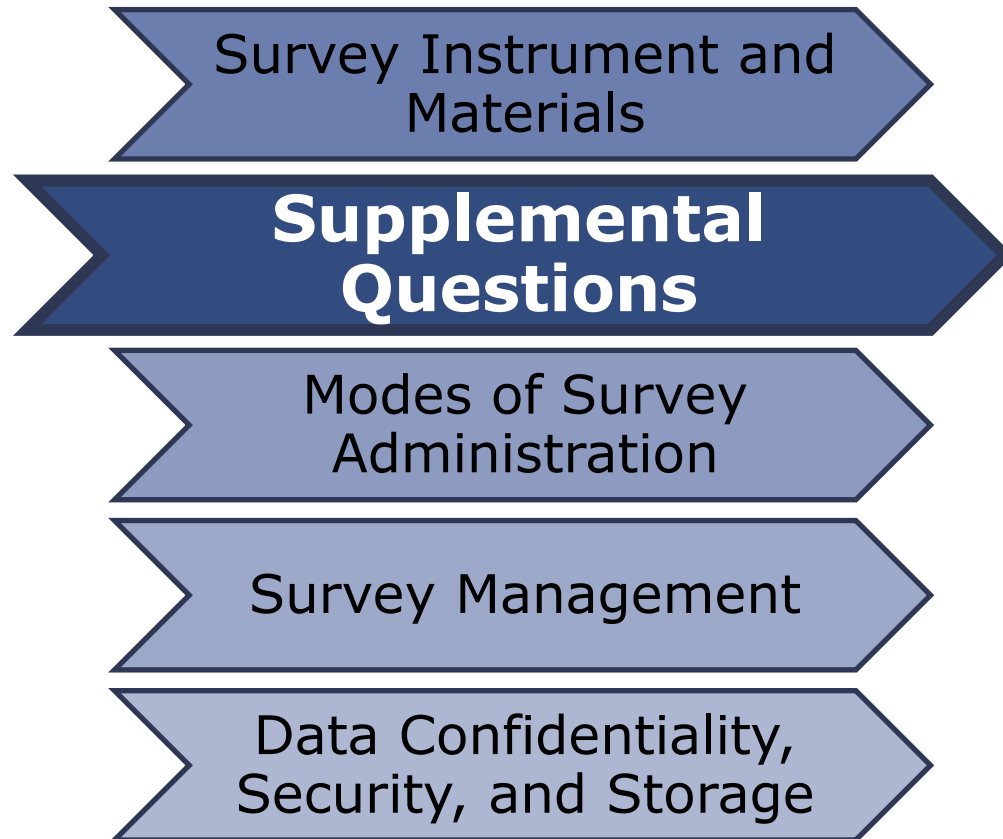 Survey Instrument and
Materials
Supplemental
Questions
Modes of Survey
Administration
Survey Management
Data Confidentiality,
Security, and Storage